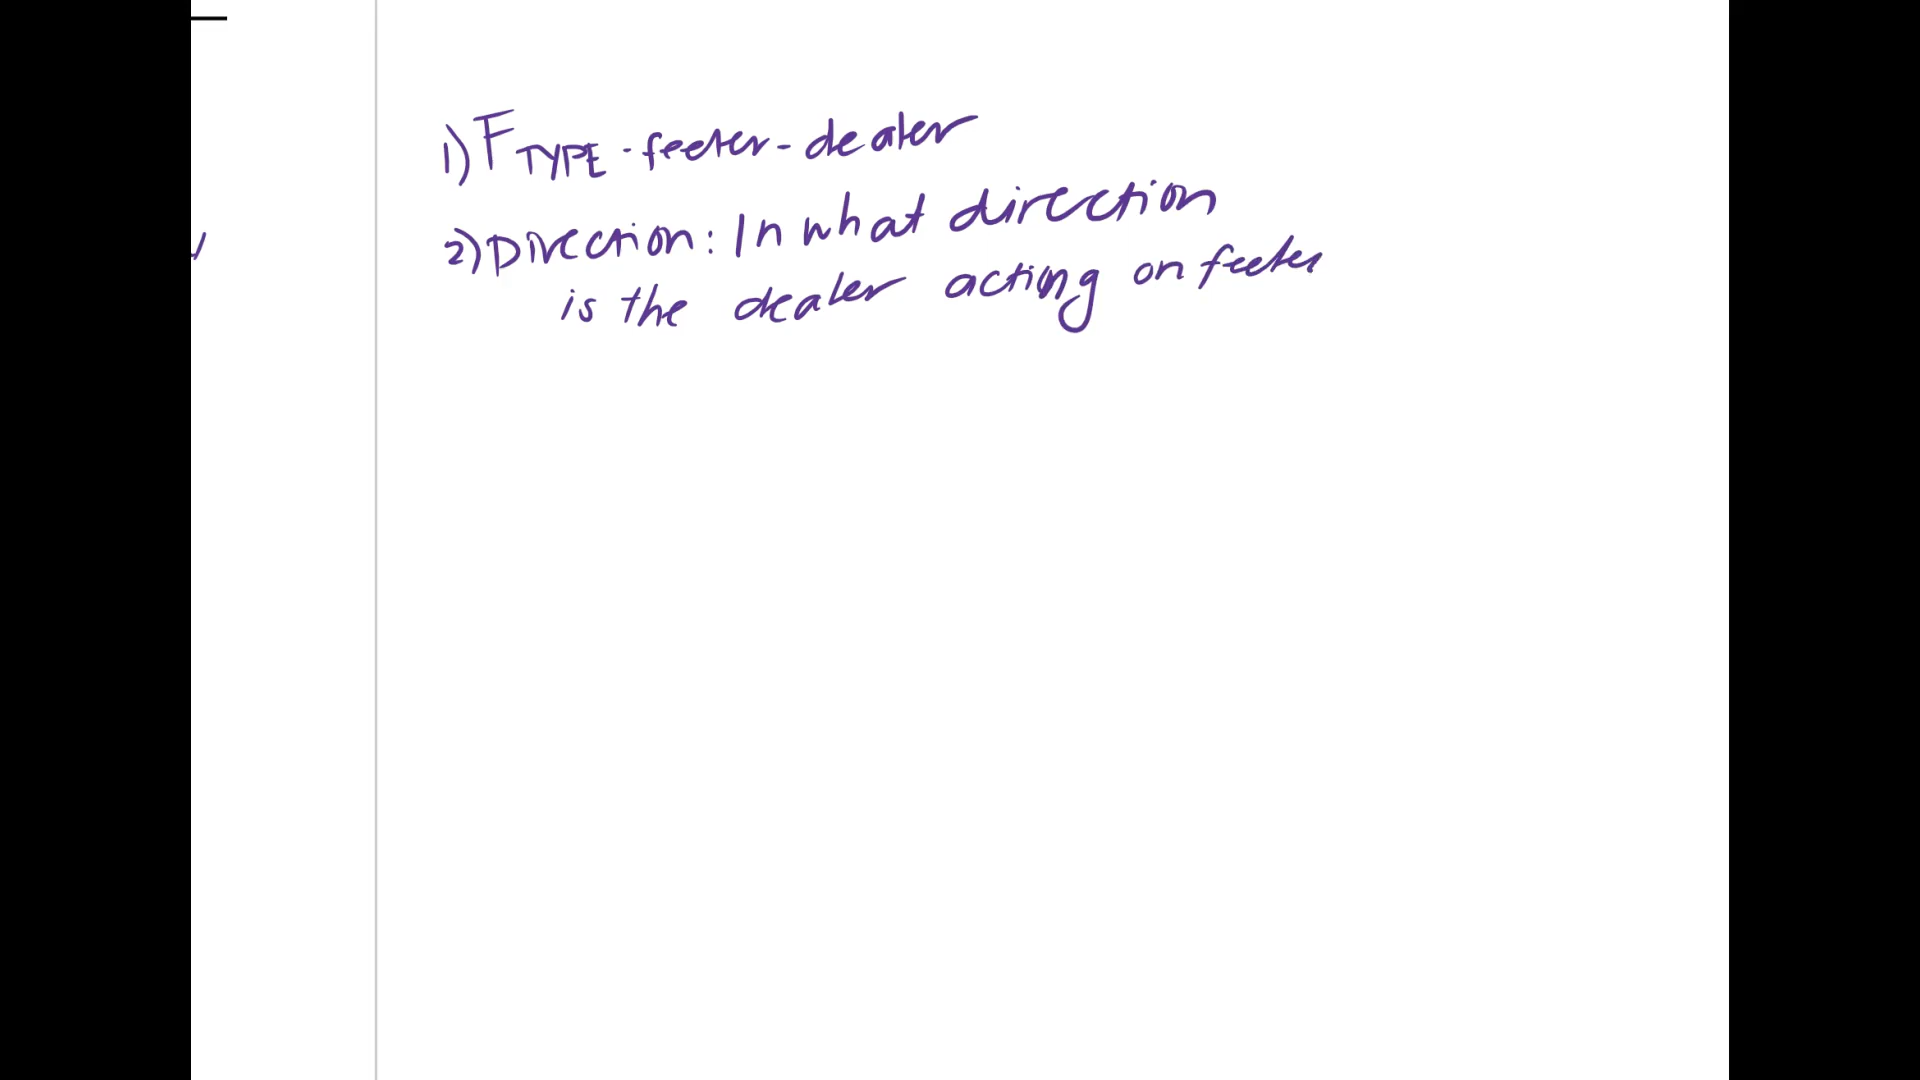 1) F TYPE - feeler - dealer
2) Direction: In what direction
is the dealer acting on feeler